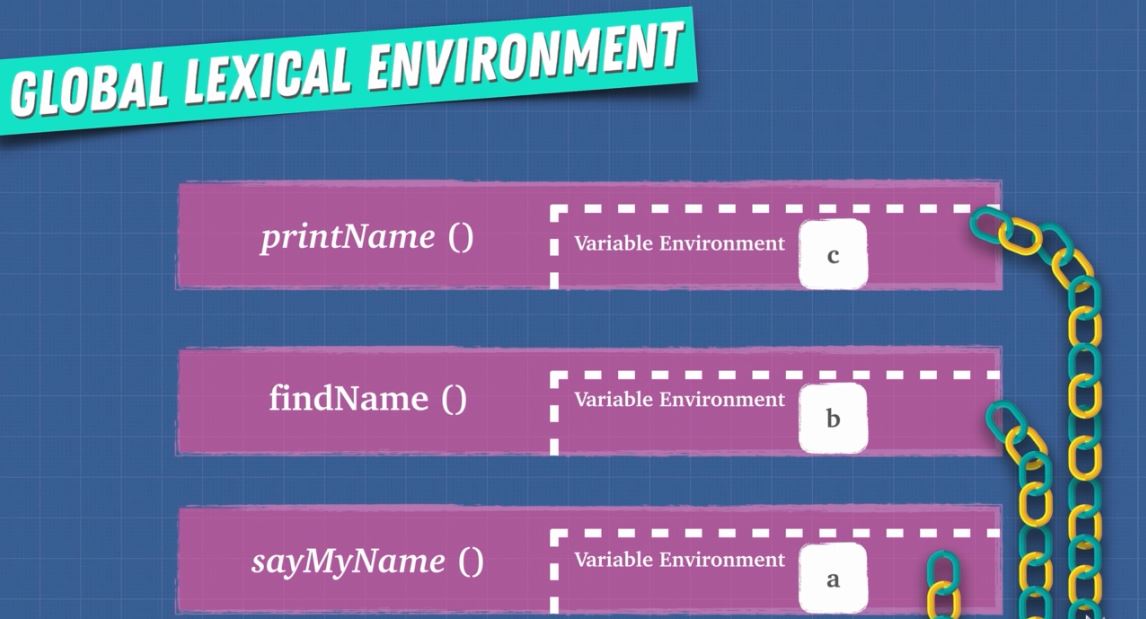 GLOBAL LEXICAL ENVIRONMENT
printName ()
Variable Environment
c
findName ()
Variable Environment
b
sayMyName ()
Variable Environment
a